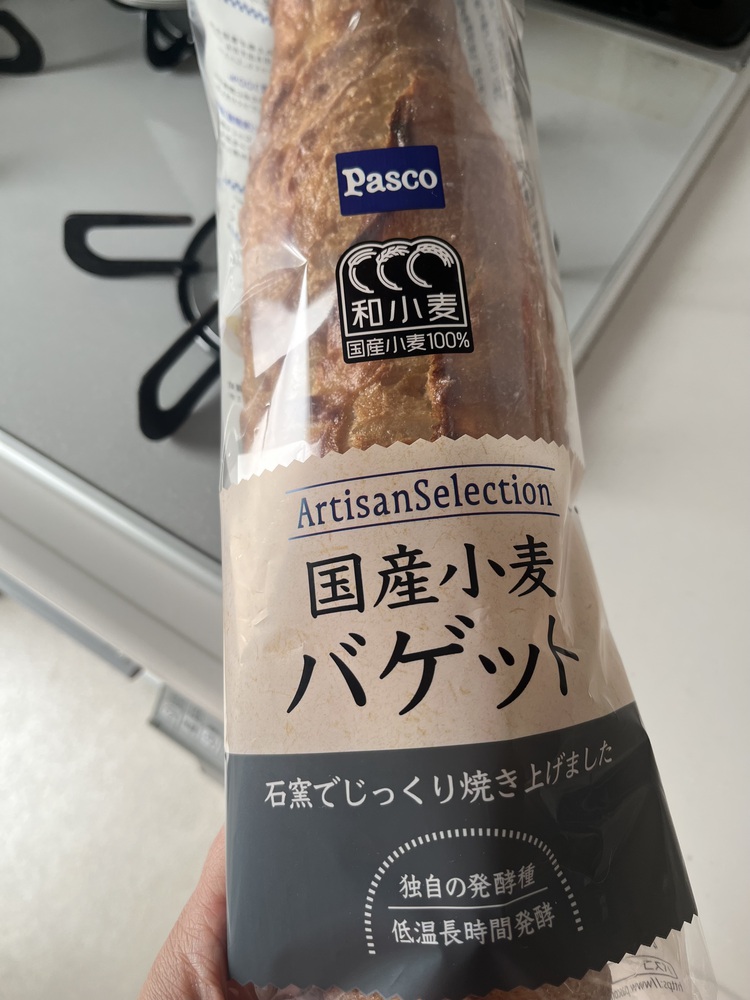 Pasco
和小麦
国産小麦100%
ArtisanSelection
国産小麦
バゲット
石窯でじっくり焼き上げました
独自の発酵種
低温長時間発酵